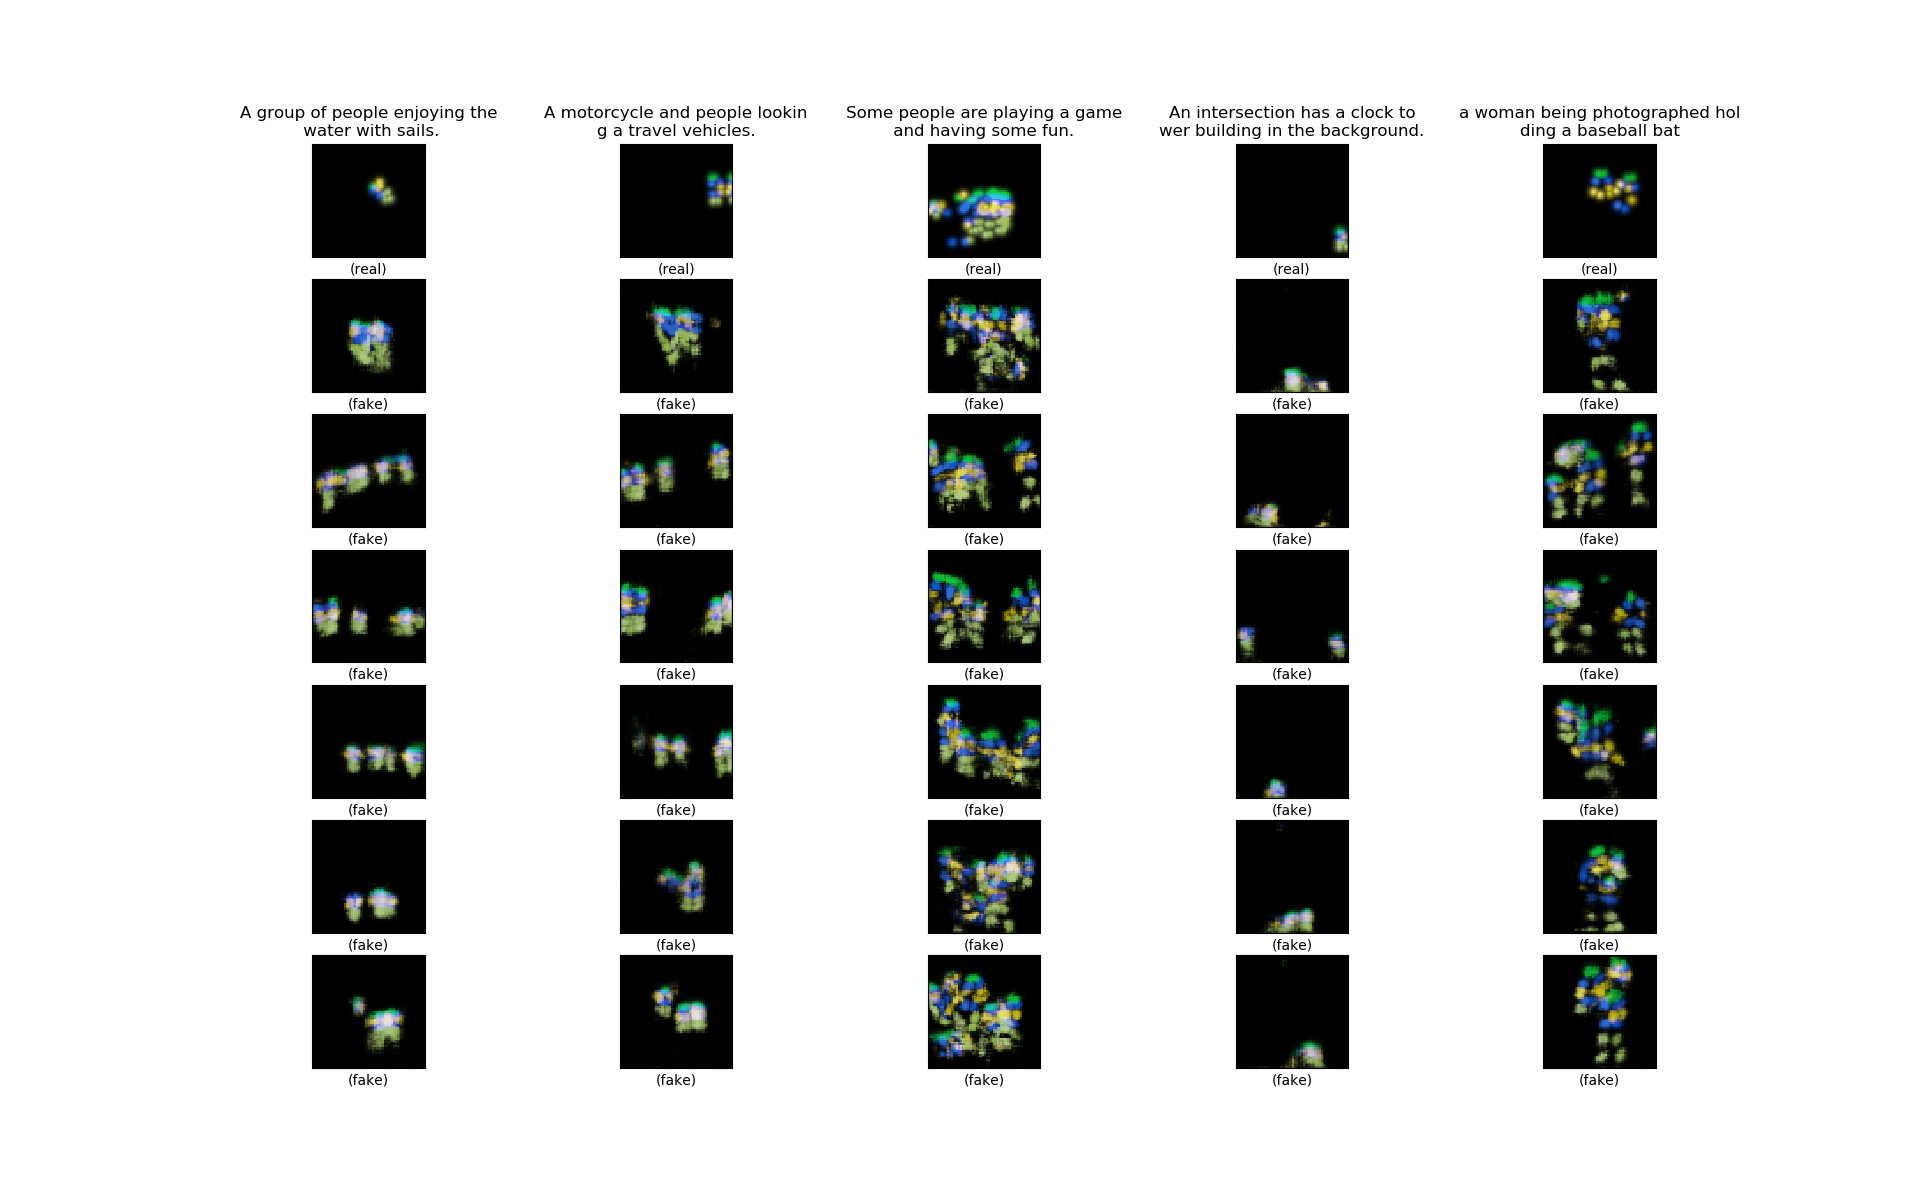 A group of people enjoying the
water with sails.
A motorcycle and people lookin
g a travel vehicles.
Some people are playing a game
and having some fun.
An intersection has a clock to
wer building in the background.
a woman being photographed hol
ding a baseball bat
(real) (real) (real) (real) (real)
(fake) (fake) (fake) (fake) (fake)
(fake) (fake) (fake) (fake) (fake)
(fake) (fake) (fake) (fake) (fake)
(fake) (fake) (fake) (fake) (fake)
(fake) (fake) (fake) (fake) (fake)
(fake) (fake) (fake) (fake) (fake)